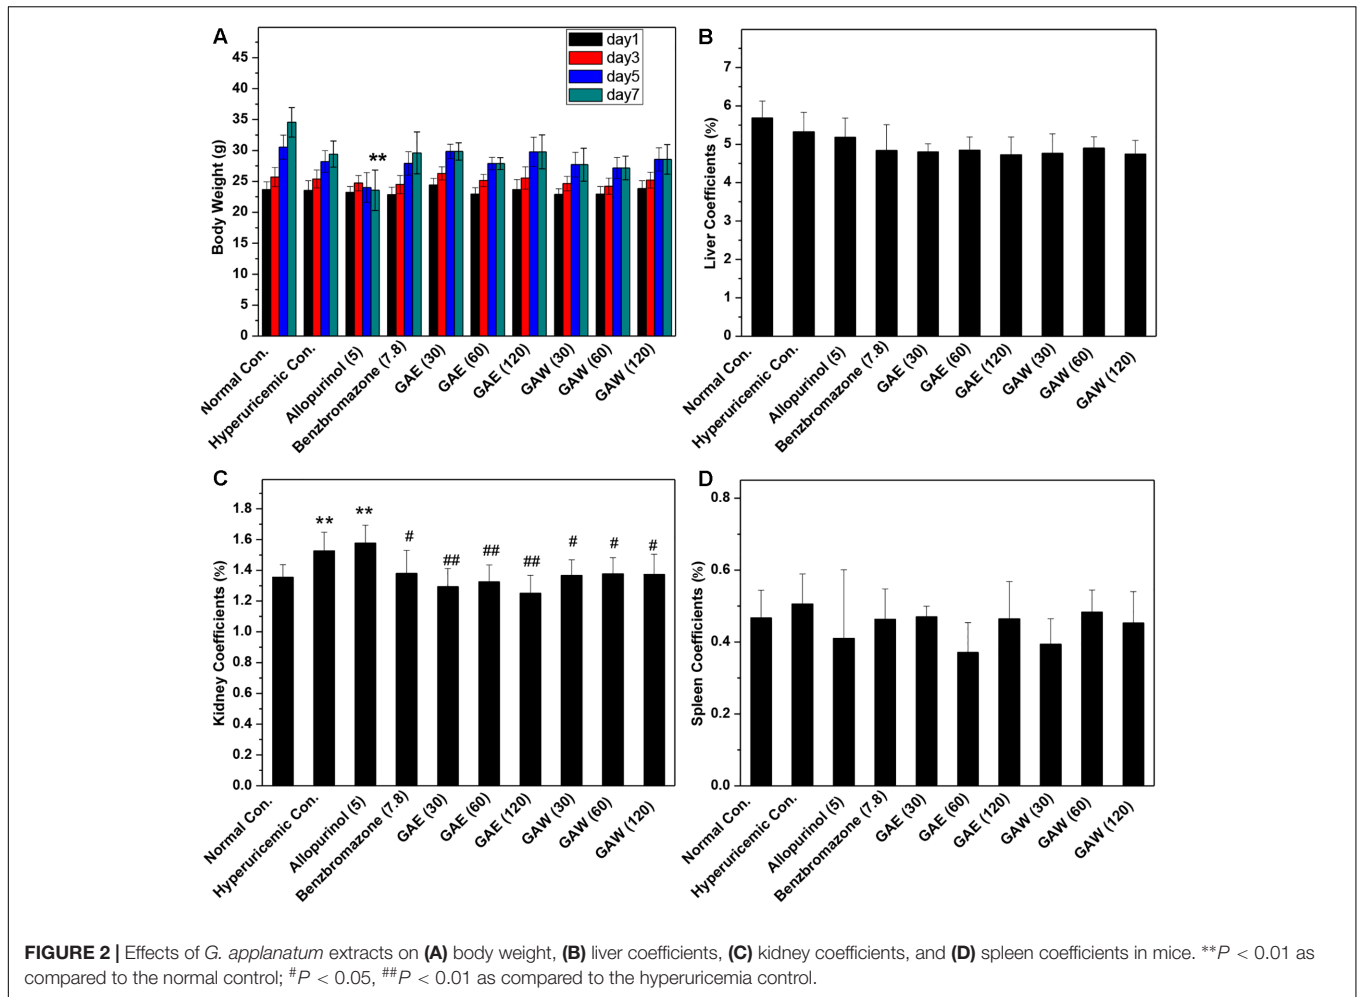 A
45
40
35
30
25
20
15
10
5
0
Body Weight (g)
day1
day3
day5
day7
**
Normal Con.
Hyperuricemic Con.
Allopurinol (5)
Benzbromazone (7.8)
GAE (30)
GAE (60)
GAE (120)
GAW (30)
GAW (60)
GAW (120)
B
7
6
5
4
3
2
1
0
Liver Coefficients (%)
Normal Con.
Hyperuricemic Con.
Allopurinol (5)
Benzbromazone (7.8)
GAE (30)
GAE (60)
GAE (120)
GAW (30)
GAW (60)
GAW (120)
C
1.8
1.6
1.4
1.2
1.0
0.8
0.6
0.4
0.2
0.0
Kidney Coefficients (%)
**
**
#
##
##
##
#
#
#
Normal Con.
Hyperuricemic Con.
Allopurinol (5)
Benzbromazone (7.8)
GAE (30)
GAE (60)
GAE (120)
GAW (30)
GAW (60)
GAW (120)
D
0.8
0.6
0.4
0.2
0.0
Spleen Coefficients (%)
Normal Con.
Hyperuricemic Con.
Allopurinol (5)
Benzbromazone (7.8)
GAE (30)
GAE (60)
GAE (120)
GAW (30)
GAW (60)
GAW (120)
FIGURE 2 | Effects of G. applanatum extracts on (A) body weight, (B) liver coefficients, (C) kidney coefficients, and (D) spleen coefficients in mice. **P < 0.01 as
compared to the normal control; #P < 0.05, ##P < 0.01 as compared to the hyperuricemia control.